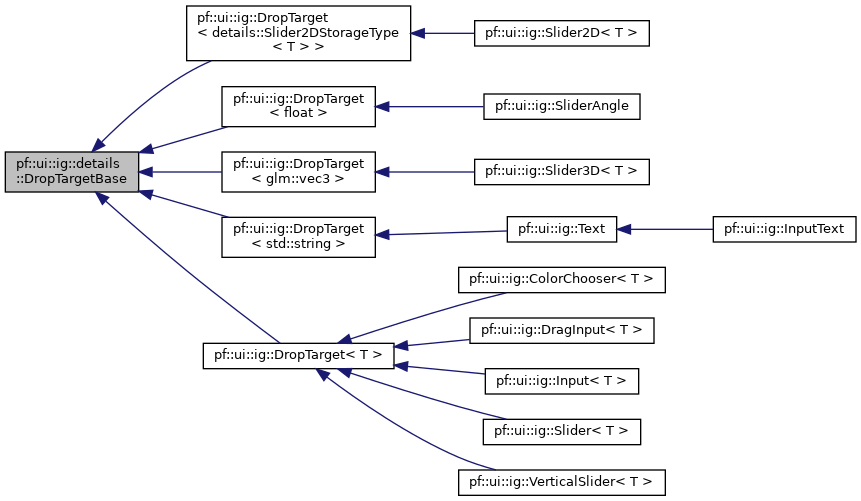 pf::ui::ig::DropTarget
< details::Slider2DStorageType
< T > >
pf::ui::ig::Slider2D< T >
pf::ui::ig::DropTarget
< float >
pf::ui::ig::SliderAngle
pf::ui::ig::details
::DropTargetBase
pf::ui::ig::DropTarget
< glm::vec3 >
pf::ui::ig::Slider3D< T >
pf::ui::ig::DropTarget
< std::string >
pf::ui::ig::Text
pf::ui::ig::InputText
pf::ui::ig::ColorChooser< T >
pf::ui::ig::DragInput< T >
pf::ui::ig::DropTarget< T >
pf::ui::ig::Input< T >
pf::ui::ig::Slider< T >
pf::ui::ig::VerticalSlider< T >